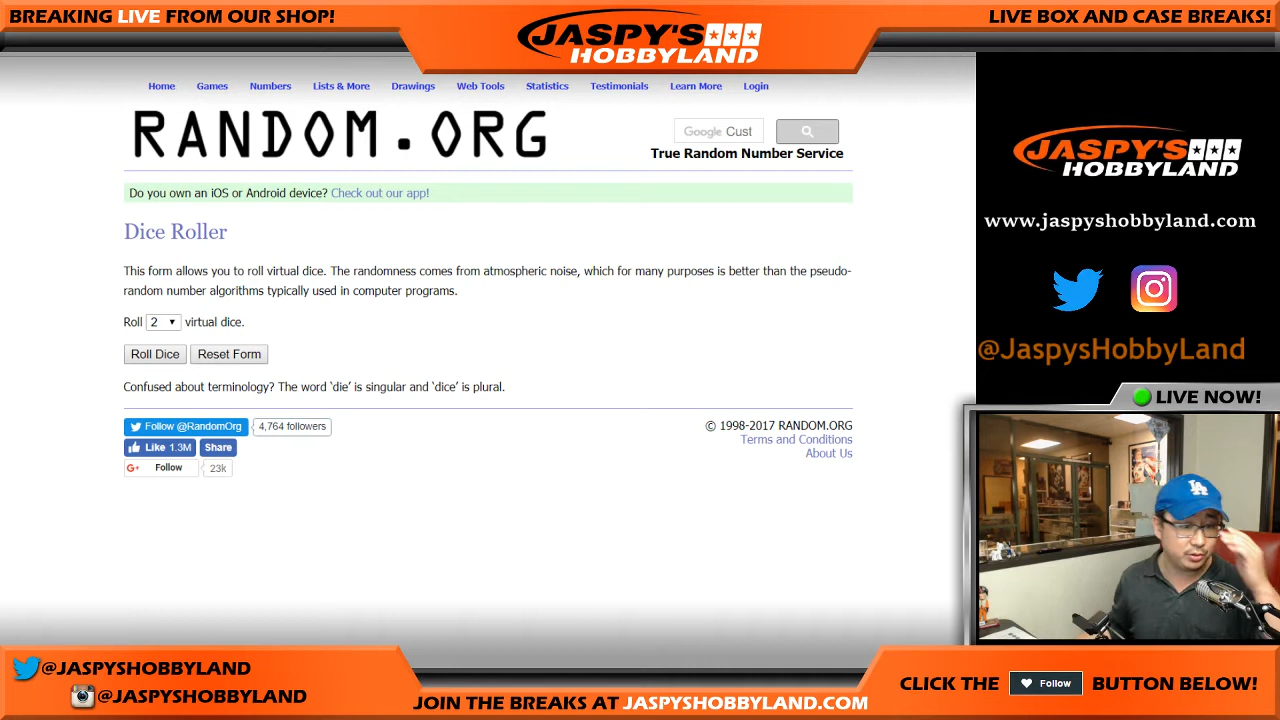 BREAKING LIVE FROM OUR SHOP!
JASPY'S
HOBBYLAND
LIVE BOX AND CASE BREAKS!
Home Games Numbers Lists & More Drawings Web Tools Statistics Testimonials Learn More Login
RANDOM.ORG
Google Cust
True Random Number Service
Do you own an iOS or Android device? Check out our app!
Dice Roller
This form allows you to roll virtual dice. The randomness comes from atmospheric noise, which for many purposes is better than the pseudo-
random number algorithms typically used in computer programs.
Roll 2 virtual dice.
Roll Dice Reset Form
Confused about terminology? The word ‘die’ is singular and ‘dice’ is plural.
Follow @RandomOrg 4,764 followers
Like 1.3M Share
G+ Follow 23k
© 1998-2017 RANDOM.ORG
Terms and Conditions
About Us
JASPY'S
HOBBYLAND
www.jaspyshobbyland.com
@JaspysHobbyLand
LIVE NOW!
LA
@JASPYSHOBBYLAND
@JASPYSHOBBYLAND
JOIN THE BREAKS AT JASPYSHOBBYLAND.COM
CLICK THE Follow BUTTON BELOW!